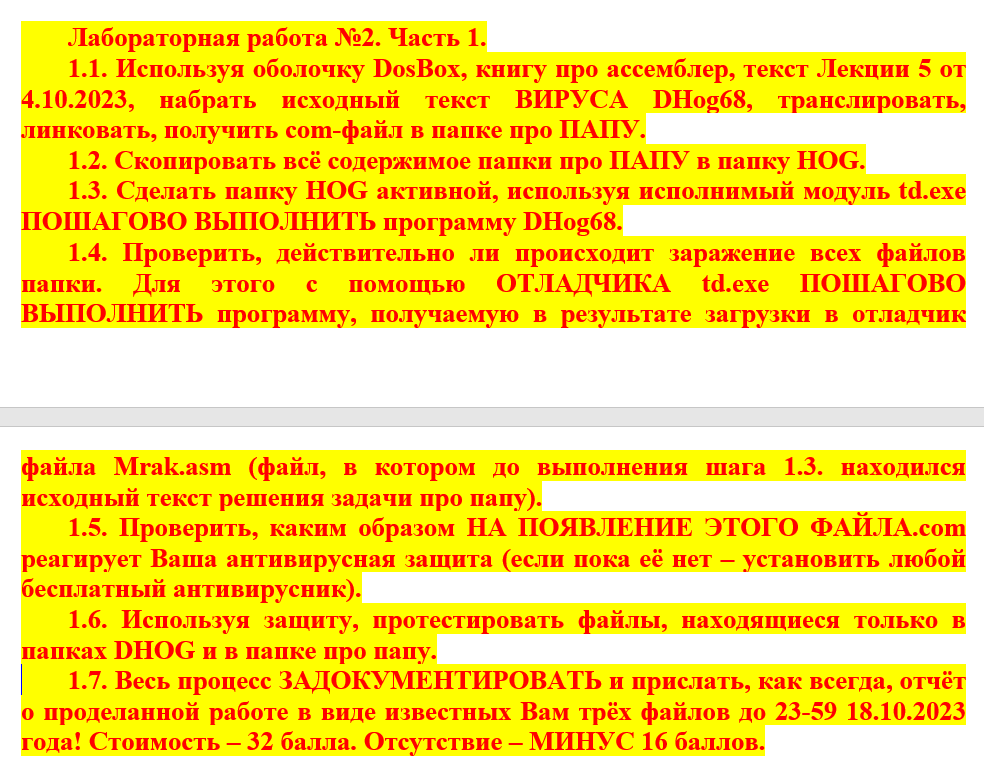 Лабораторная работа №2. Часть 1.
1.1. Используя оболочку DosBox, книгу про ассемблер, текст Лекции 5 от
4.10.2023, набрать исходный текст ВИРУСА DHog68, транслировать,
линковать, получить com-файл в папке про ПАПУ.
1.2. Скопировать всё содержимое папки про ПАПУ в папку HOG.
1.3. Сделать папку HOG активной, используя исполнимый модуль td.exe
ПОШАГОВО ВЫПОЛНИТЬ программу DHog68.
1.4. Проверить, действительно ли происходит заражение всех файлов
папки. Для этого с помощью ОТЛАДЧИКА td.exe ПОШАГОВО
ВЫПОЛНИТЬ программу, получаемую в результате загрузки в отладчик
файла Mrak.asm (файл, в котором до выполнения шага 1.3. находился
исходный текст решения задачи про папу).
1.5. Проверить, каким образом НА ПОЯВЛЕНИЕ ЭТОГО ФАЙЛА.com
реагирует Ваша антивирусная защита (если пока её нет – установить любой
бесплатный антивирусник).
1.6. Используя защиту, протестировать файлы, находящиеся только в
папках DHOG и в папке про папу.
1.7. Весь процесс ЗАДОКУМЕНТИРОВАТЬ и прислать, как всегда, отчёт
о проделанной работе в виде известных Вам трёх файлов до 23-59 18.10.2023
года! Стоимость – 32 балла. Отсутствие – МИНУС 16 баллов.